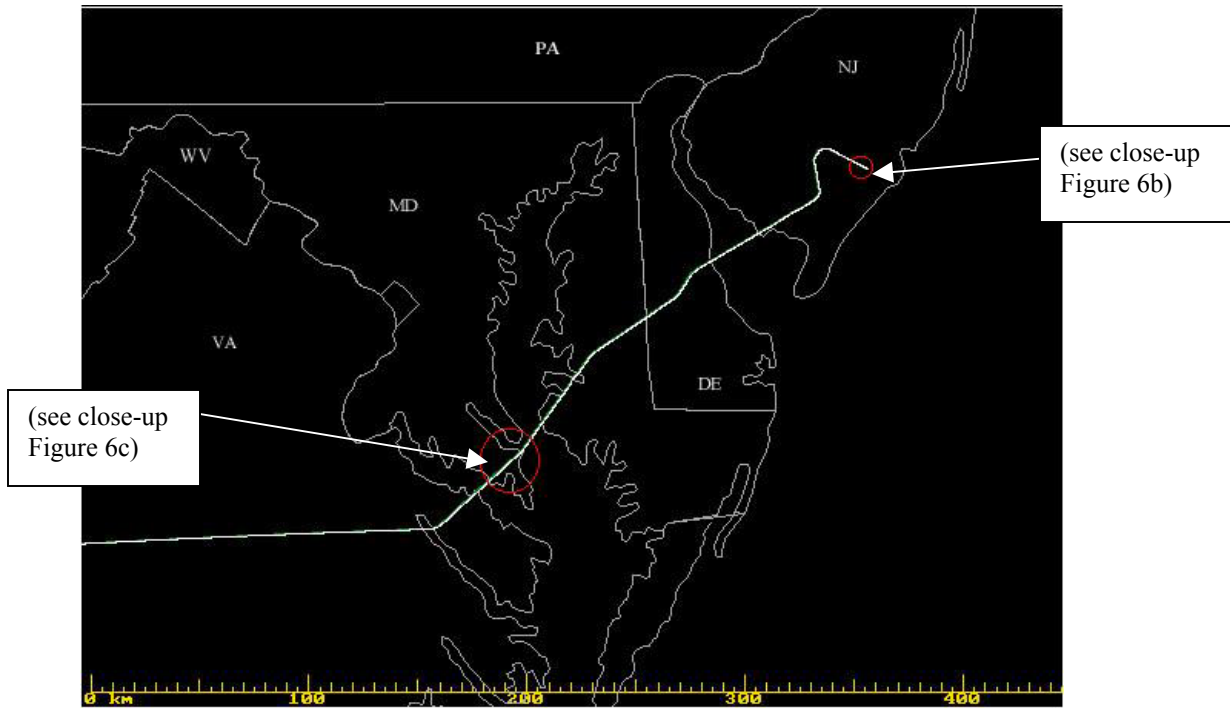 PA
NJ
(see close-up
Figure 6b)
WV
MD
VA
DE
(see close-up
Figure 6c)
0 km 100 200 300 400